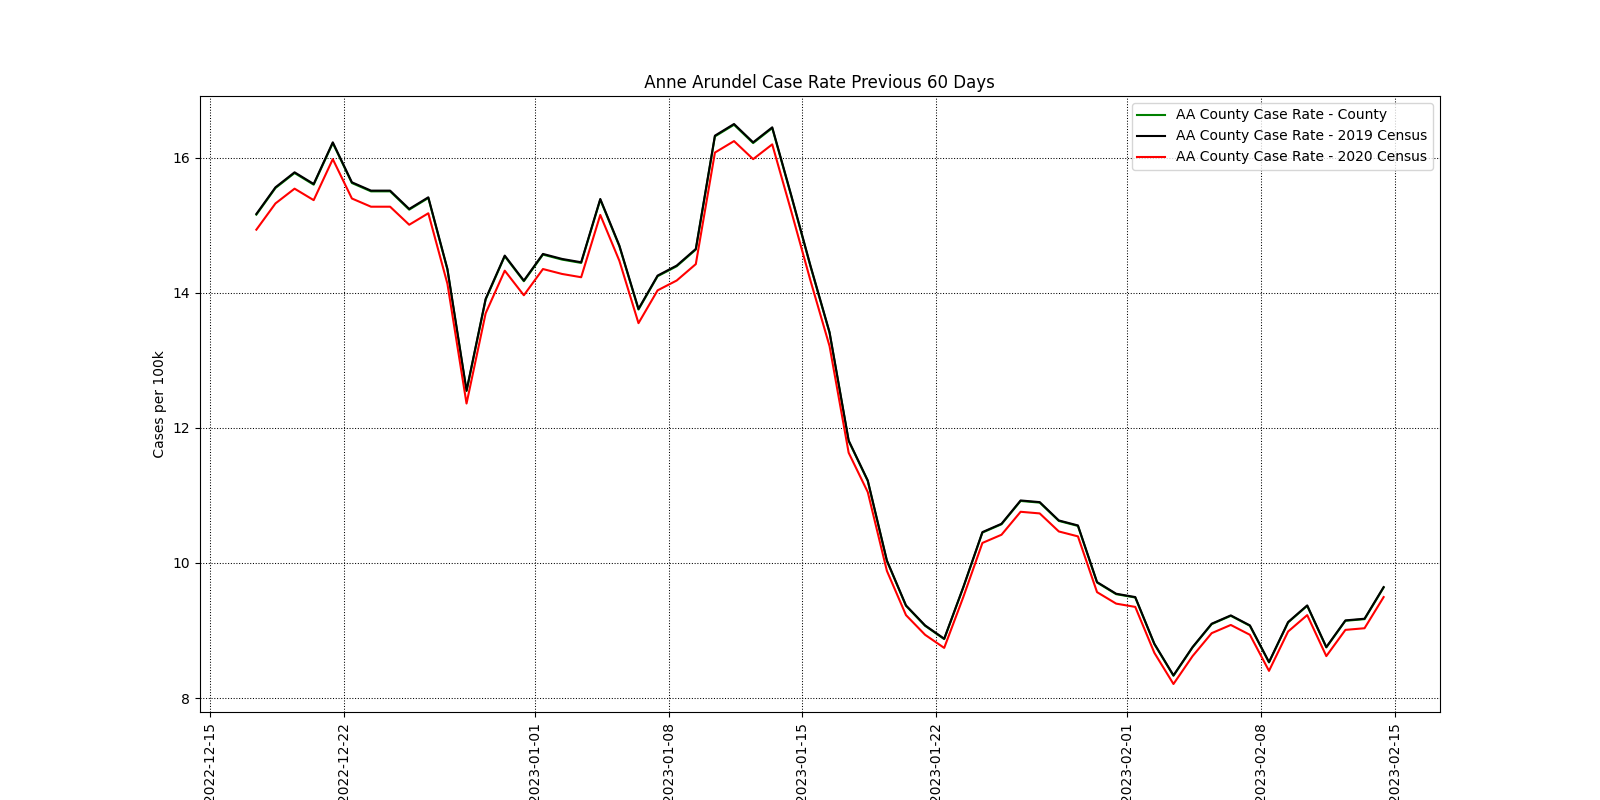 Anne Arundel Case Rate Previous 60 Days
AA County Case Rate - County
AA County Case Rate - 2019 Census
AA County Case Rate - 2020 Census
Cases per 100k
16
14
12
10
8
2022-12-15
2022-12-22
2023-01-01
2023-01-08
2023-01-15
2023-01-22
2023-02-01
2023-02-08
2023-02-15